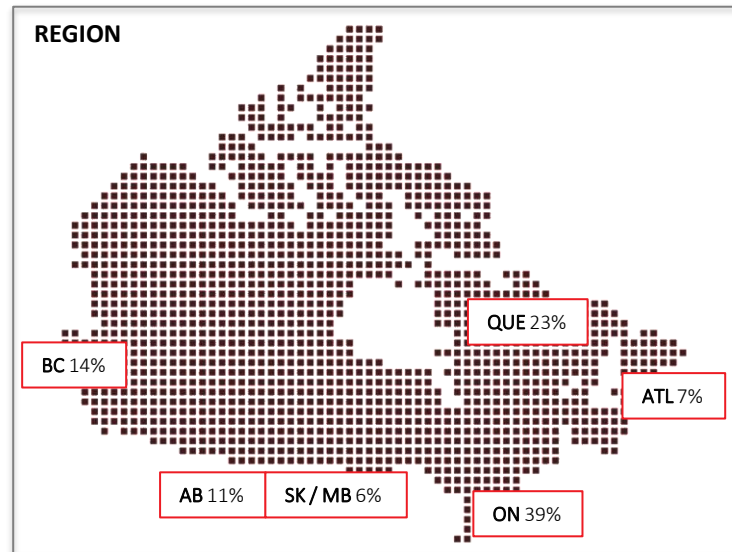 REGION
QUE 23%
BC 14%
ATL 7%
AB 11%
SK / MB 6%
ON 39%